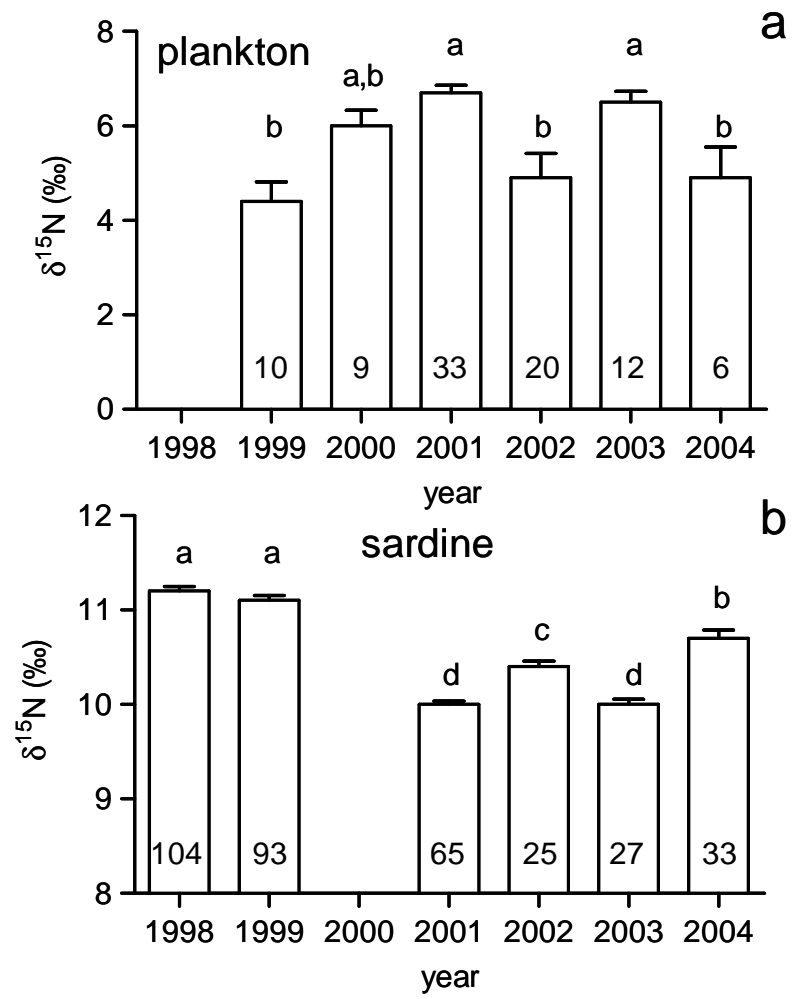 a
8
plankton
a
a
a,b
b
b
b
6
4
2
0
δ15N (‰)
10 9 33 20 12 6
1998 1999 2000 2001 2002 2003 2004
year
b
12
sardine
a a
b
c
d d
11
10
9
8
δ15N (‰)
104 93 65 25 27 33
1998 1999 2000 2001 2002 2003 2004
year